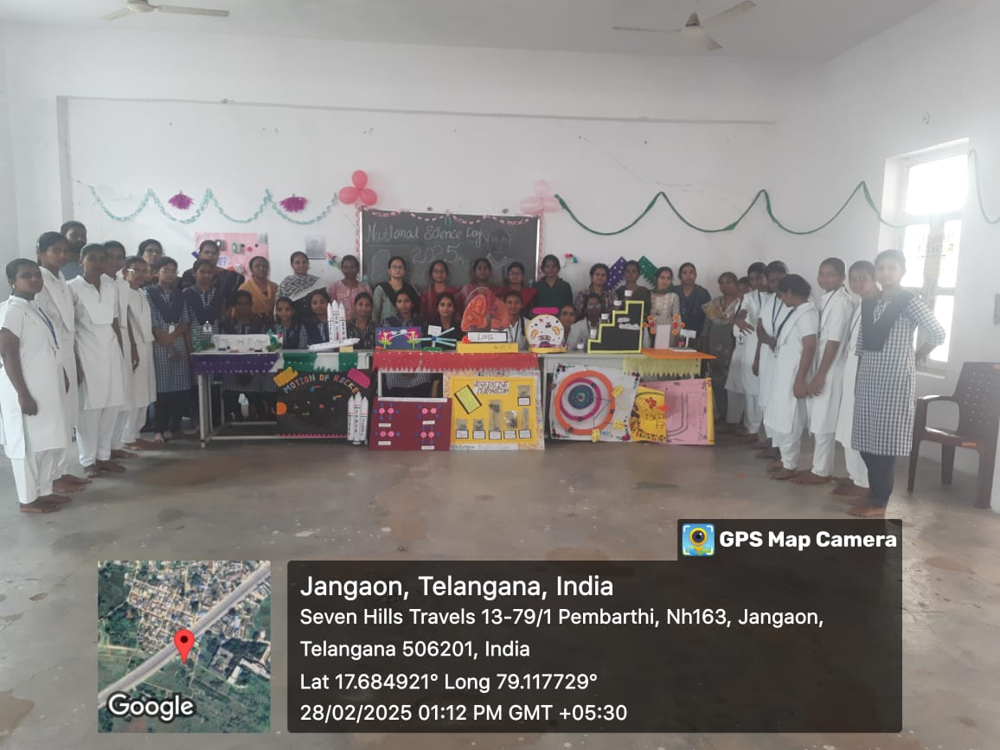 National Science Day
2025
LUNGS
MOTION OF ROCKET
VEGETATIVE
GPS Map Camera
Jangaon, Telangana, India
Seven Hills Travels 13-79/1 Pembarthi, Nh163, Jangaon,
Telangana 506201, India
Lat 17.684921° Long 79.117729°
28/02/2025 01:12 PM GMT +05:30
Google